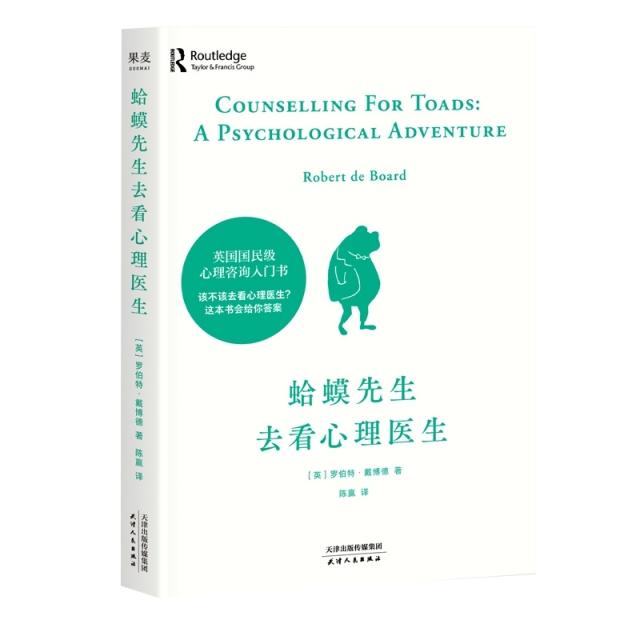 果麦
GUOMAI
蛤蟆先生去看心理医生
[英]罗伯特·戴博德 著
陈赢 译
天津出版传媒集团
天津人民出版社
ROUTLEDGE
Routledge
Taylor & Francis Group
COUNSELLING FOR TOADS:
A PSYCHOLOGICAL ADVENTURE
Robert de Board
英国国民级
心理咨询入门书
该不该去看心理医生?
这本书会给你答案
蛤蟆先生
去看心理医生
[英]罗伯特·戴博德 著
陈赢 译
天津出版传媒集团
天津人民出版社